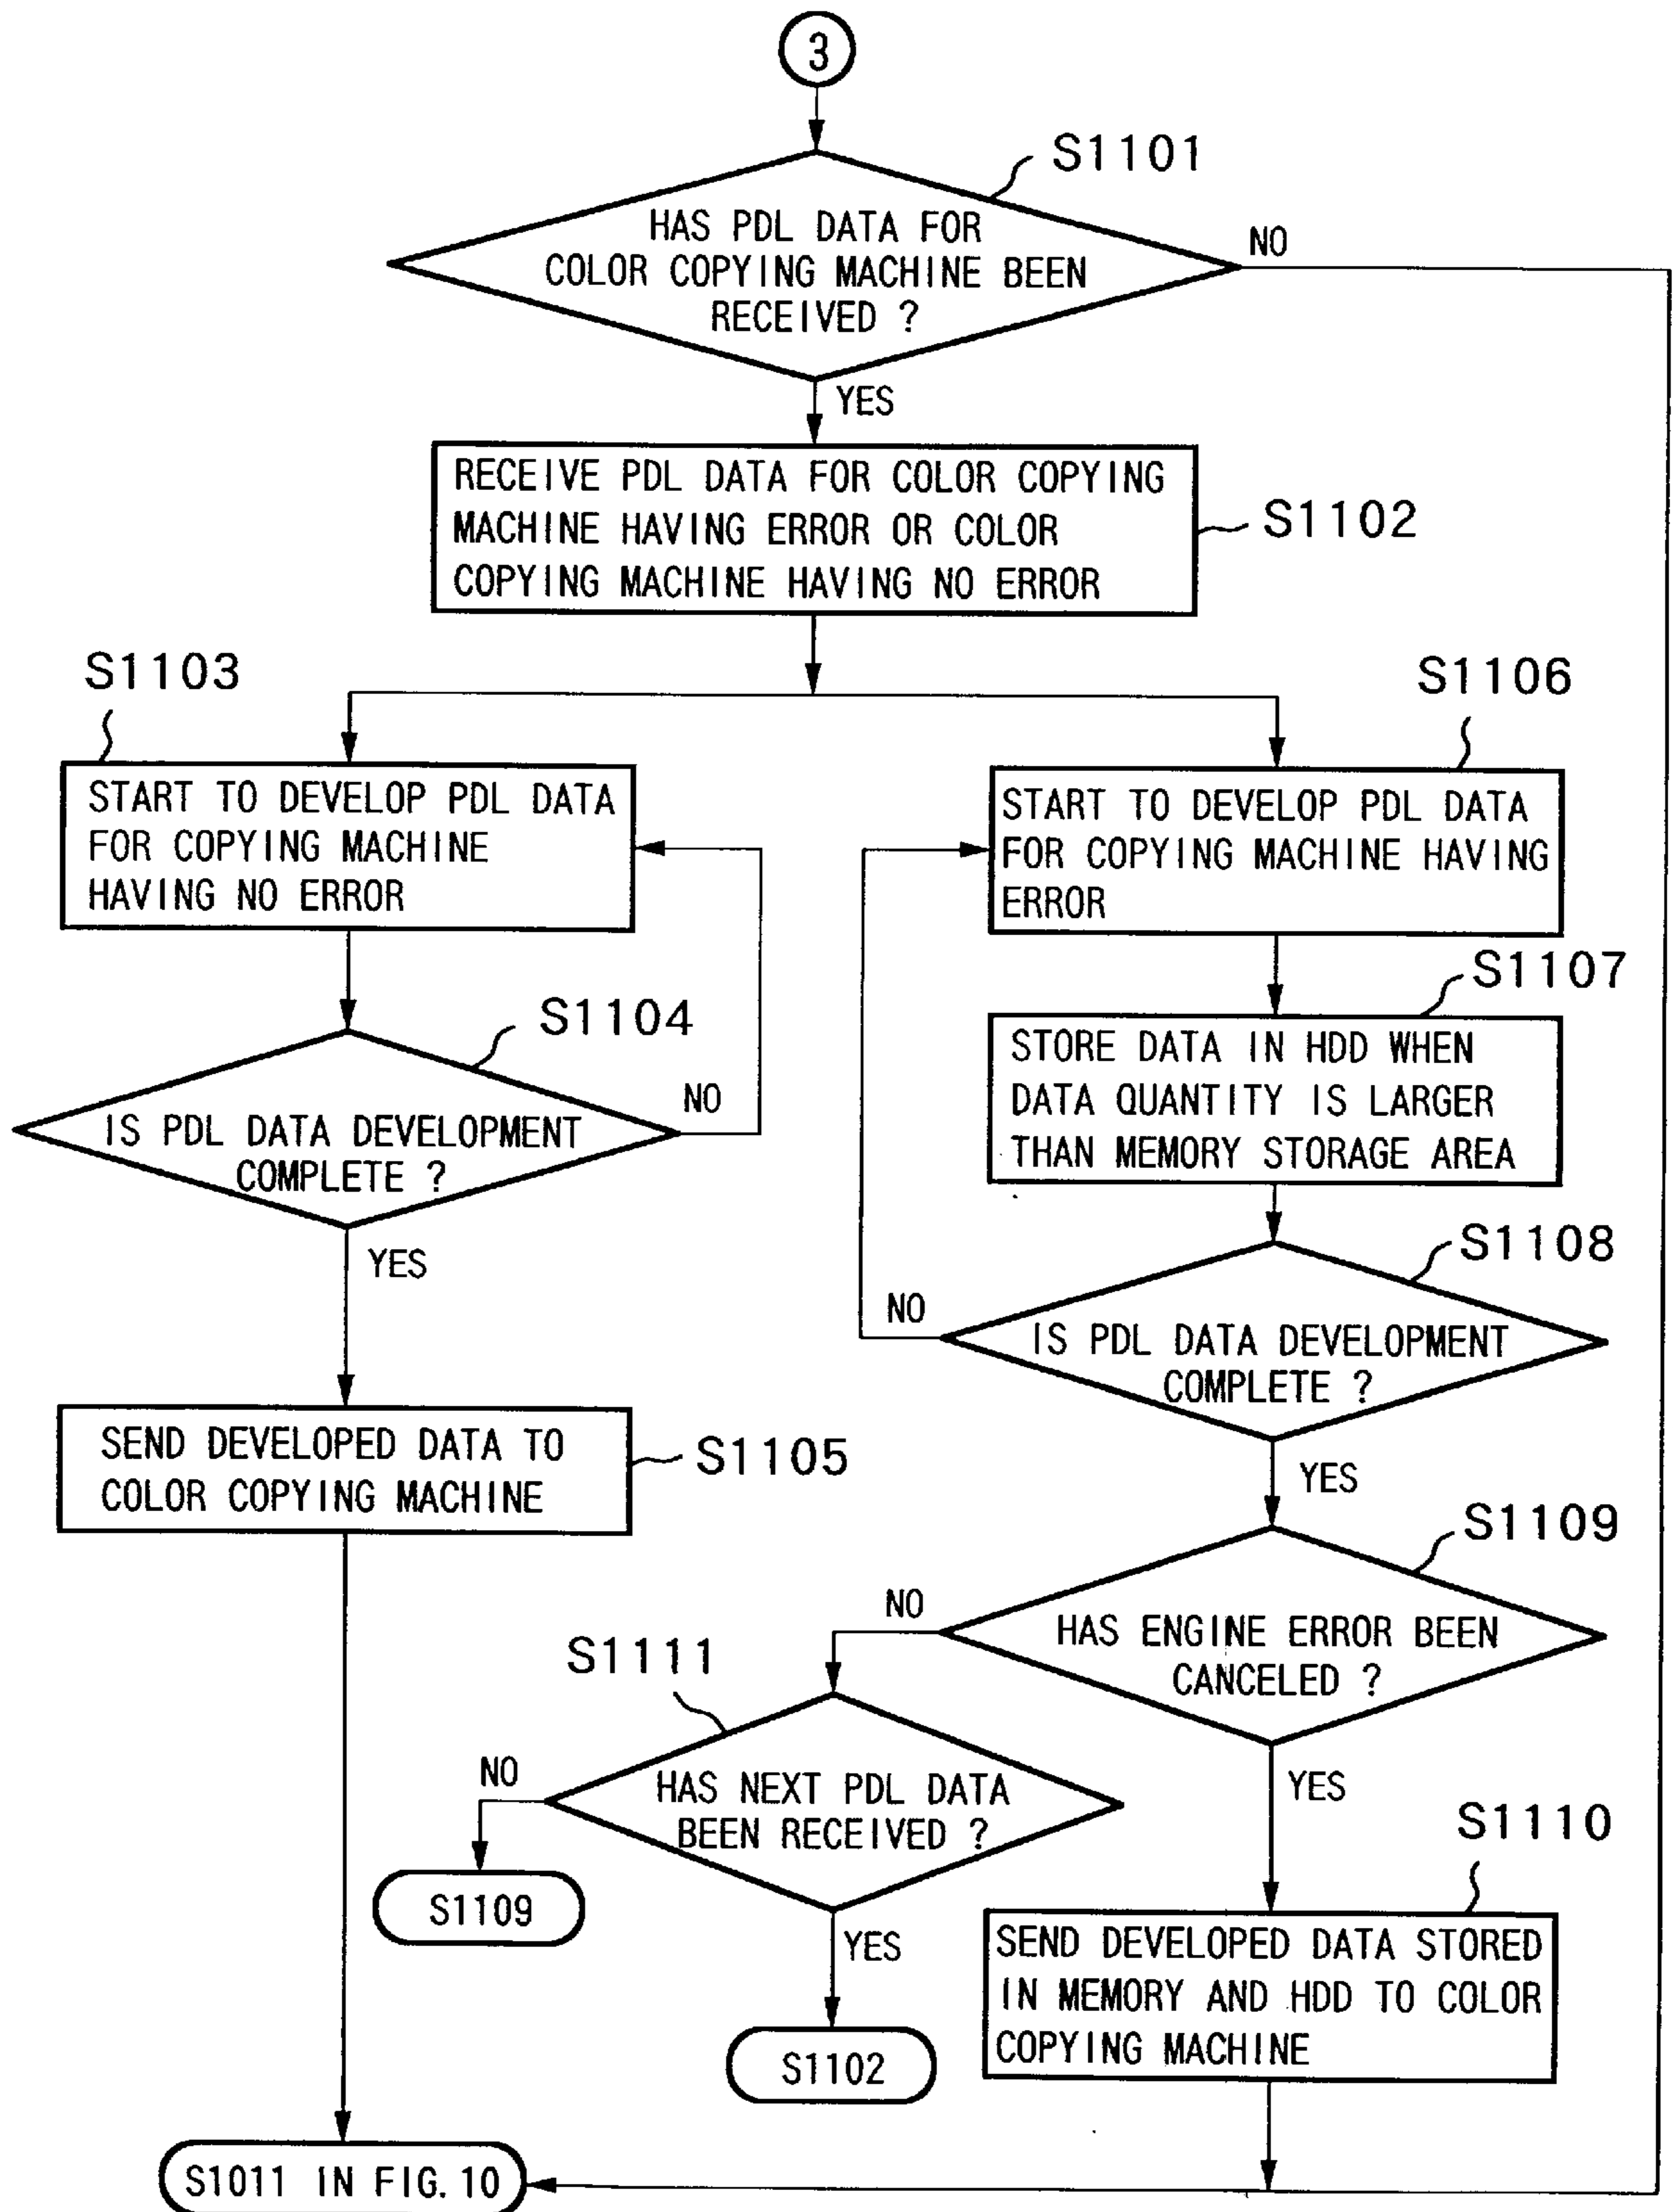 3
S1101
HAS PDL DATA FOR
COLOR COPYING MACHINE BEEN
RECEIVED ?
NO
YES
RECEIVE PDL DATA FOR COLOR COPYING
MACHINE HAVING ERROR OR COLOR
COPYING MACHINE HAVING NO ERROR
S1102
S1103
START TO DEVELOP PDL DATA
FOR COPYING MACHINE
HAVING NO ERROR
S1104
IS PDL DATA DEVELOPMENT
COMPLETE ?
NO
YES
SEND DEVELOPED DATA TO
COLOR COPYING MACHINE
S1105
S1106
START TO DEVELOP PDL DATA
FOR COPYING MACHINE HAVING
ERROR
S1107
STORE DATA IN HDD WHEN
DATA QUANTITY IS LARGER
THAN MEMORY STORAGE AREA
S1108
IS PDL DATA DEVELOPMENT
COMPLETE ?
NO
YES
S1109
HAS ENGINE ERROR BEEN
CANCELED ?
NO
YES
S1111
HAS NEXT PDL DATA
BEEN RECEIVED ?
NO
S1109
YES
S1102
S1110
SEND DEVELOPED DATA STORED
IN MEMORY AND HDD TO COLOR
COPYING MACHINE
S1011 IN FIG. 10